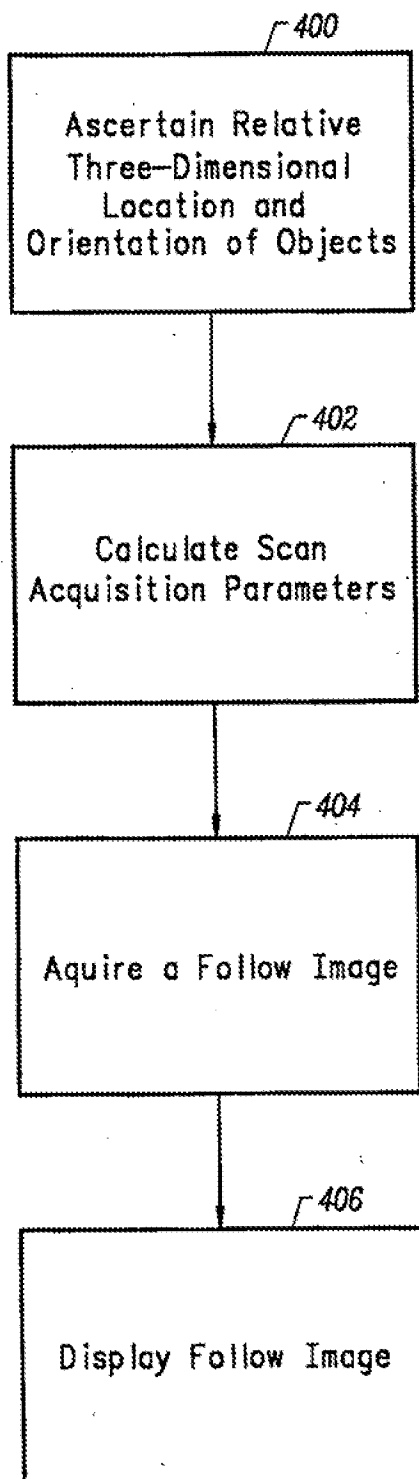 400
Ascertain Relative
Three-Dimensional
Location and
Orientation of Objects
402
Calculate Scan
Acquisition Parameters
404
Aquire a Follow Image
406
Display Follow Image